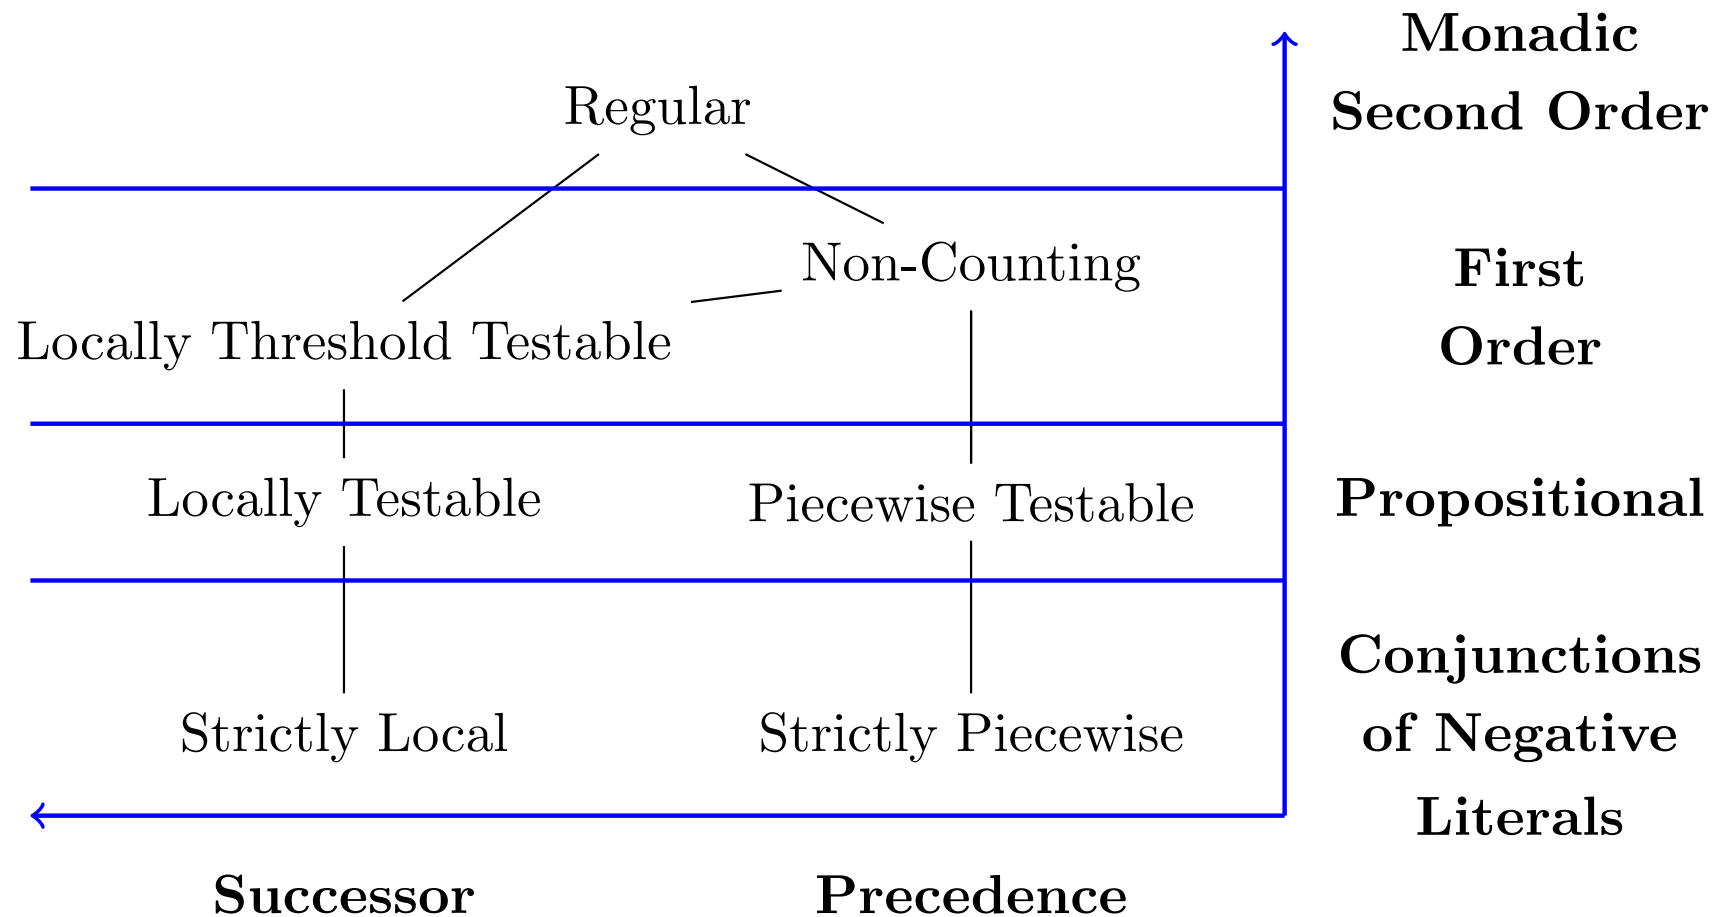 Monadic
Second Order
Regular
Non-Counting
First
Order
Locally Threshold Testable
Locally Testable
Piecewise Testable
Propositional
Conjunctions
of Negative
Literals
Strictly Local
Strictly Piecewise
Successor
Precedence